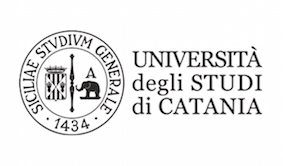 SICILIAE STVDIVM GENERALE
· 1434 ·
A
UNIVERSITÀ
degli STUDI
di CATANIA